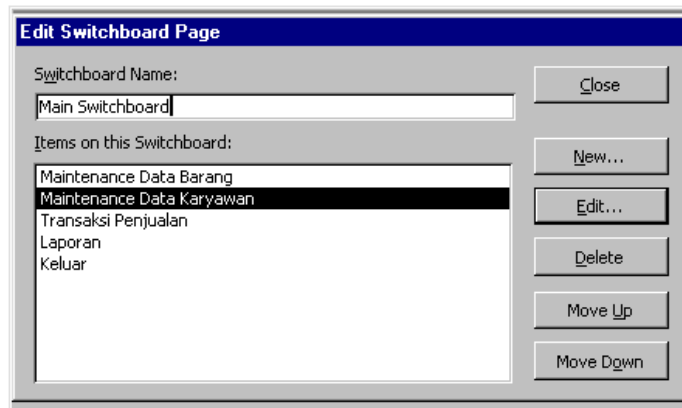 Edit Switchboard Page
Switchboard Name:
Close
Main Switchboard
Items on this Switchboard:
New...
Maintenance Data Barang
Maintenance Data Karyawan
Edit...
Transaksi Penjualan
Laporan
Keluar
Delete
Move Up
Move Down